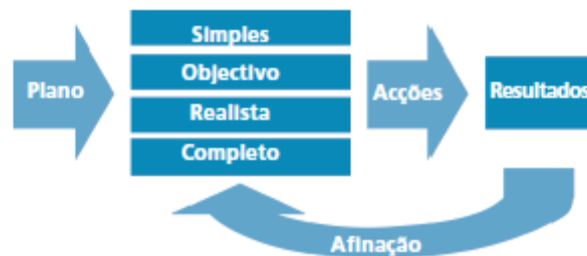 Plano
Simples
Objectivo
Realista
Completo
Acções
Resultados
Afinação